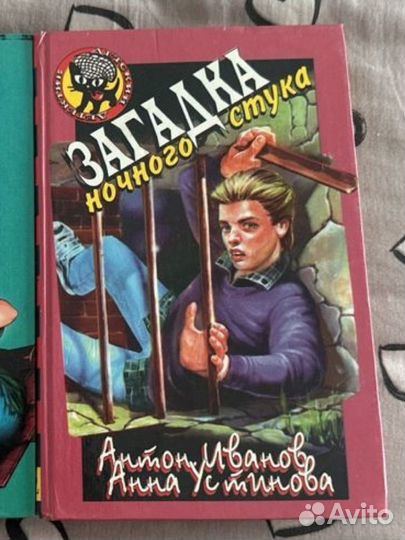 ЗАГАДКА
ночного стука
Антон Иванов
Анна Устинова
Avito